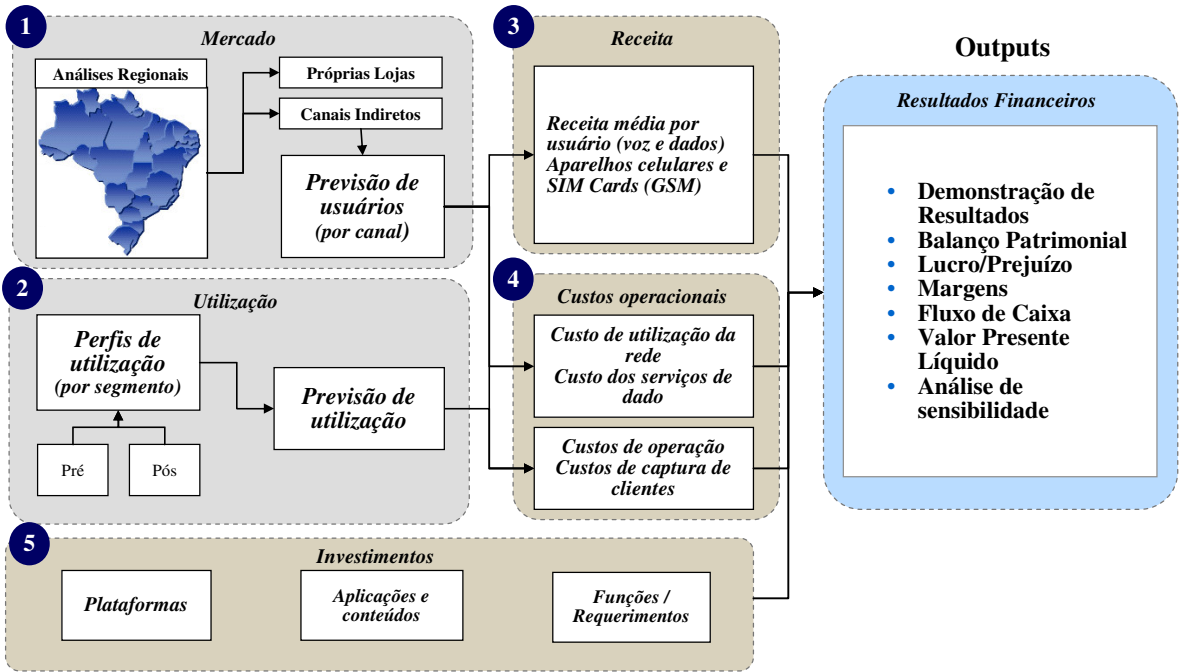 1
Mercado
Análises Regionais
Próprias Lojas
Canais Indiretos
Previsão de
usuários
(por canal)
2
Utilização
Perfis de
utilização
(por segmento)
Pré
Pós
Previsão de
utilização
3
Receita
Receita média por
usuário (voz e dados)
Aparelhos celulares e
SIM Cards (GSM)
4
Custos operacionais
Custo de utilização da
rede
Custo dos serviços de
dado
Custos de operação
Custos de captura de
clientes
5
Investimentos
Plataformas
Aplicações e
conteúdos
Funções /
Requerimentos
Outputs
Resultados Financeiros
• Demonstração de
Resultados
• Balanço Patrimonial
• Lucro/Prejuízo
• Margens
• Fluxo de Caixa
• Valor Presente
Líquido
• Análise de
sensibilidade